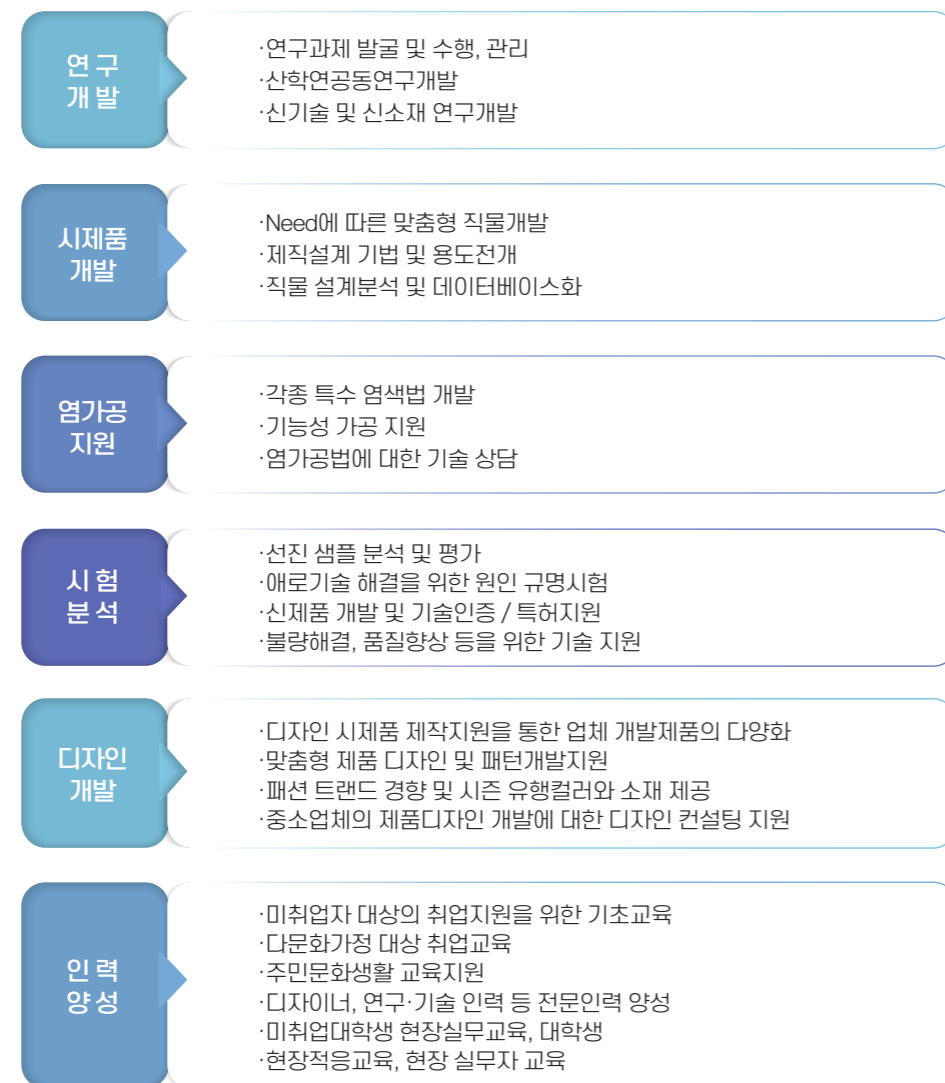 연 구
개 발
·연구과제 발굴 및 수행, 관리
·산학연공동연구개발
·신기술 및 신소재 연구개발
시제품
개발
·Need에 따른 맞춤형 직물개발
·제직설계 기법 및 용도전개
·직물 설계분석 및 데이터베이스화
염가공
지원
·각종 특수 염색법 개발
·기능성 가공 지원
·염가공법에 대한 기술 상담
시 험
분 석
·선진 샘플 분석 및 평가
·애로기술 해결을 위한 원인 규명시험
·신제품 개발 및 기술인증 / 특허지원
·불량해결, 품질향상 등을 위한 기술 지원
디자인
개발
·디자인 시제품 제작지원을 통한 업체 개발제품의 다양화
·맞춤형 제품 디자인 및 패턴개발지원
·패션 트랜드 경향 및 시즌 유행컬러와 소재 제공
·중소업체의 제품디자인 개발에 대한 디자인 컨설팅 지원
인 력
양 성
·미취업자 대상의 취업지원을 위한 기초교육
·다문화가정 대상 취업교육
·주민문화생활 교육지원
·디자이너, 연구·기술 인력 등 전문인력 양성
·미취업대학생 현장실무교육, 대학생
·현장적응교육, 현장 실무자 교육